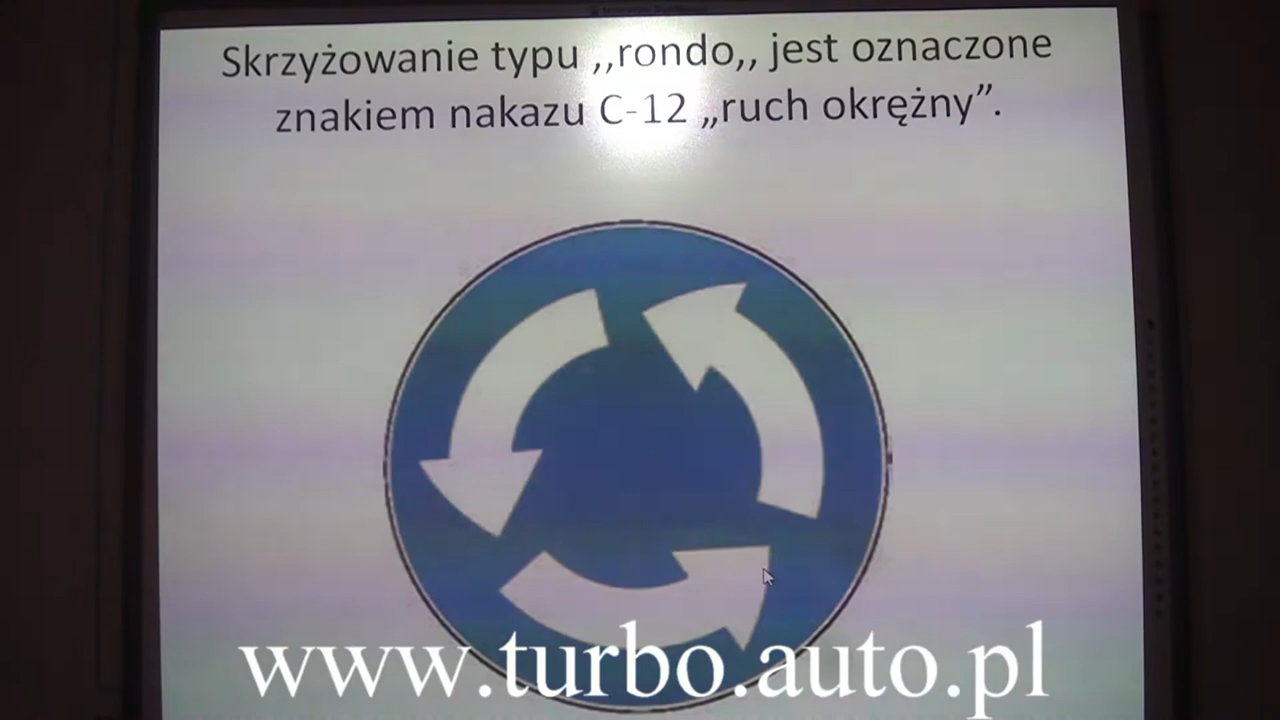 Skrzyżowanie typu ,,rondo,, jest oznaczone
znakiem nakazu C-12 „ruch okrężny”.
www.turbo.auto.pl